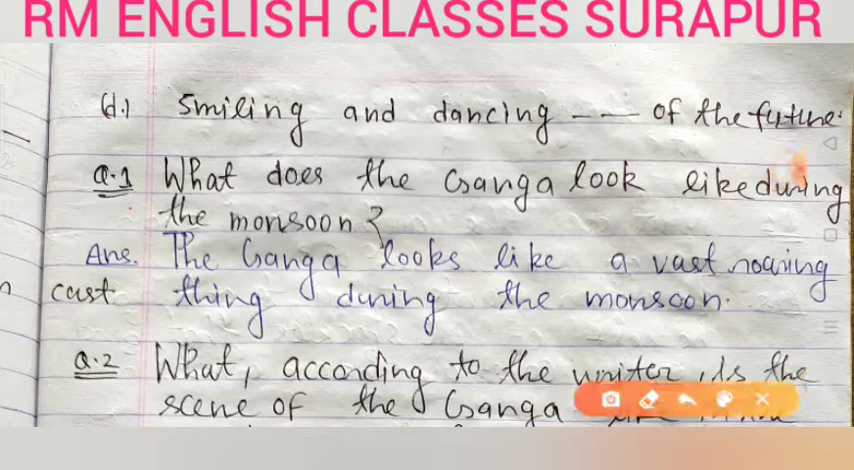 RM ENGLISH CLASSES SURAPUR
(d.) Smiling and dancing -- of the future.
Q.1 What does the Ganga look like during
the monsoon?
Ans. The Ganga looks like a vast roaring
cast thing during the monsoon.
Q.2 What, according to the writer, is the
scene of the Ganga